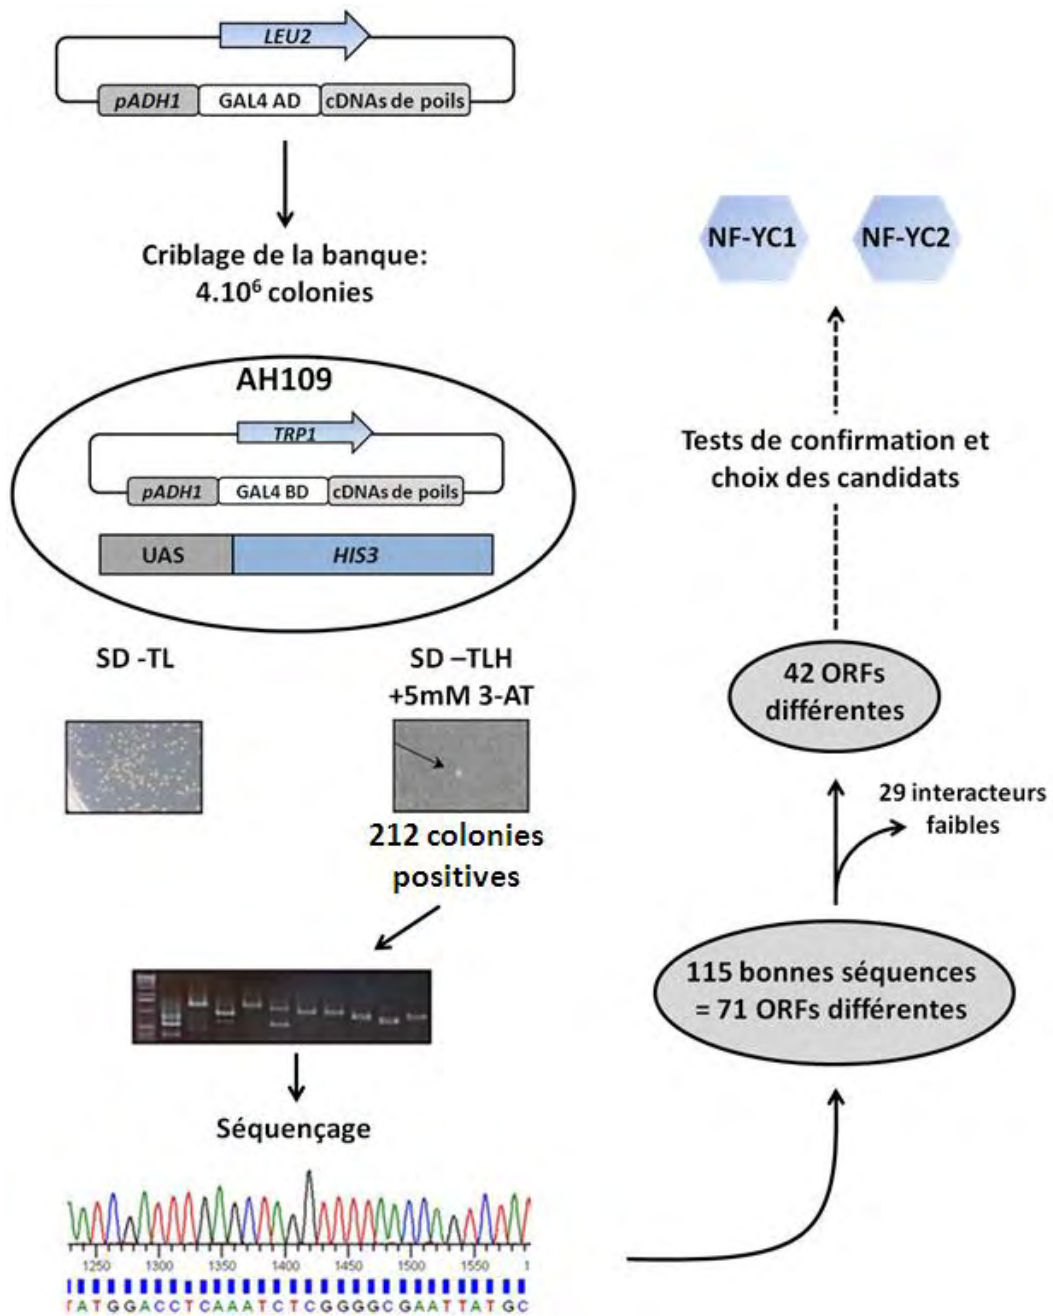 LEU2
pADH1 GAL4 AD cDNAs de poils
Criblage de la banque:
4.10⁶ colonies
AH109
TRP1
pADH1 GAL4 BD cDNAs de poils
UAS HIS3
SD -TL
SD –TLH
+5mM 3-AT
212 colonies
positives
Séquençage
1250 1300 1350 1400 1450 1500 1550 1
T A T G G A C C T C A A A T C T C G G G G C G A A T T A T G C
115 bonnes séquences
= 71 ORFs différentes
29 interacteurs
faibles
42 ORFs
différentes
Tests de confirmation et
choix des candidats
NF-YC1 NF-YC2